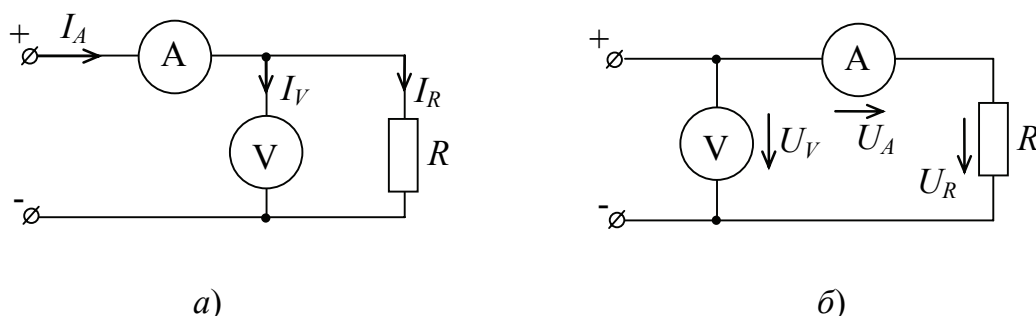 + I_A A
I_V I_R
V R
-
а)
+ A
V U_V U_A R
U_R
-
б)